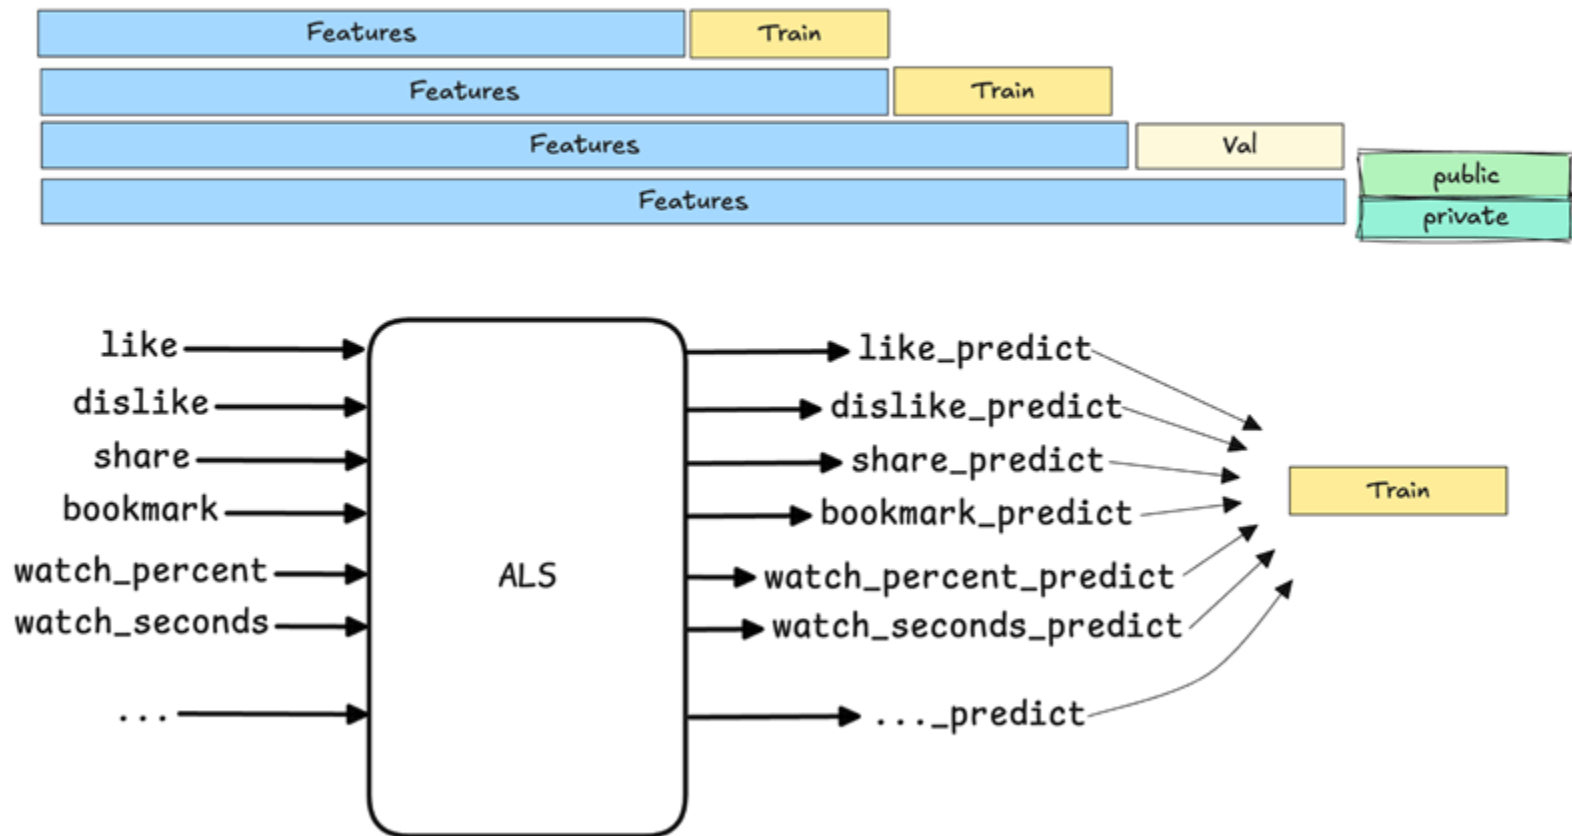 Features
Train
Features
Train
Features
Val
Features
public
private
like
like_predict
dislike
dislike_predict
share
share_predict
bookmark
bookmark_predict
Train
watch_percent
ALS
watch_percent_predict
watch_seconds
watch_seconds_predict
...
..._predict